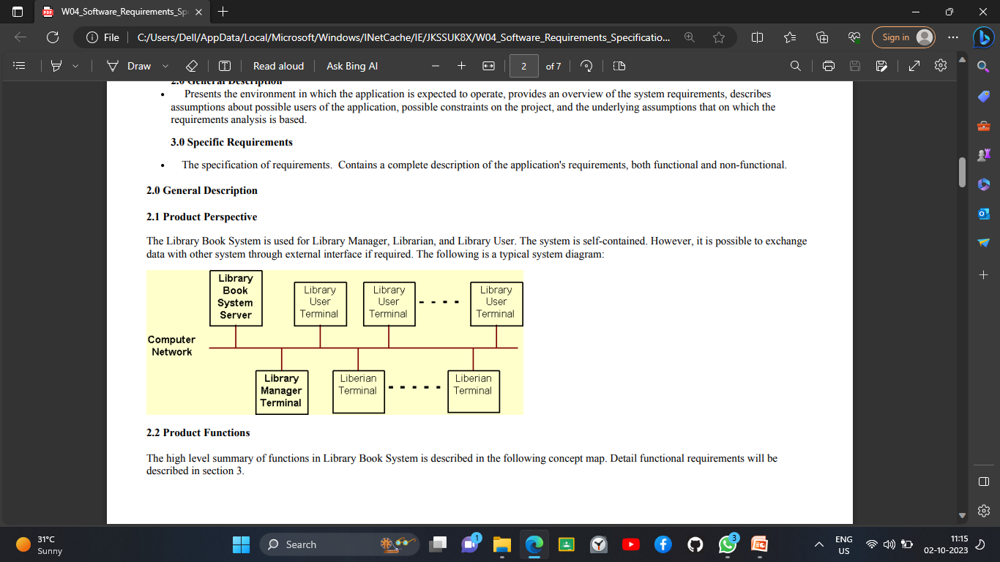 W04_Software_Requirements_Sp
File
C:/Users/Dell/AppData/Local/Microsoft/Windows/INetCache/IE/JKSSUK8X/W04_Software_Requirements_Specificatio...
Sign in
Draw
Read aloud
Ask Bing AI
2
of 7
2.0 General Description
• Presents the environment in which the application is expected to operate, provides an overview of the system requirements, describes
assumptions about possible users of the application, possible constraints on the project, and the underlying assumptions that on which the
requirements analysis is based.
3.0 Specific Requirements
• The specification of requirements. Contains a complete description of the application's requirements, both functional and non-functional.
2.0 General Description
2.1 Product Perspective
The Library Book System is used for Library Manager, Librarian, and Library User. The system is self-contained. However, it is possible to exchange
data with other system through external interface if required. The following is a typical system diagram:
Library
Book
System
Server
Library
User
Terminal
Library
User
Terminal
Library
User
Terminal
Computer
Network
Library
Manager
Terminal
Liberian
Terminal
Liberian
Terminal
2.2 Product Functions
The high level summary of functions in Library Book System is described in the following concept map. Detail functional requirements will be
described in section 3.
31°C
Sunny
Search
1
3
ENG
US
11:15
02-10-2023